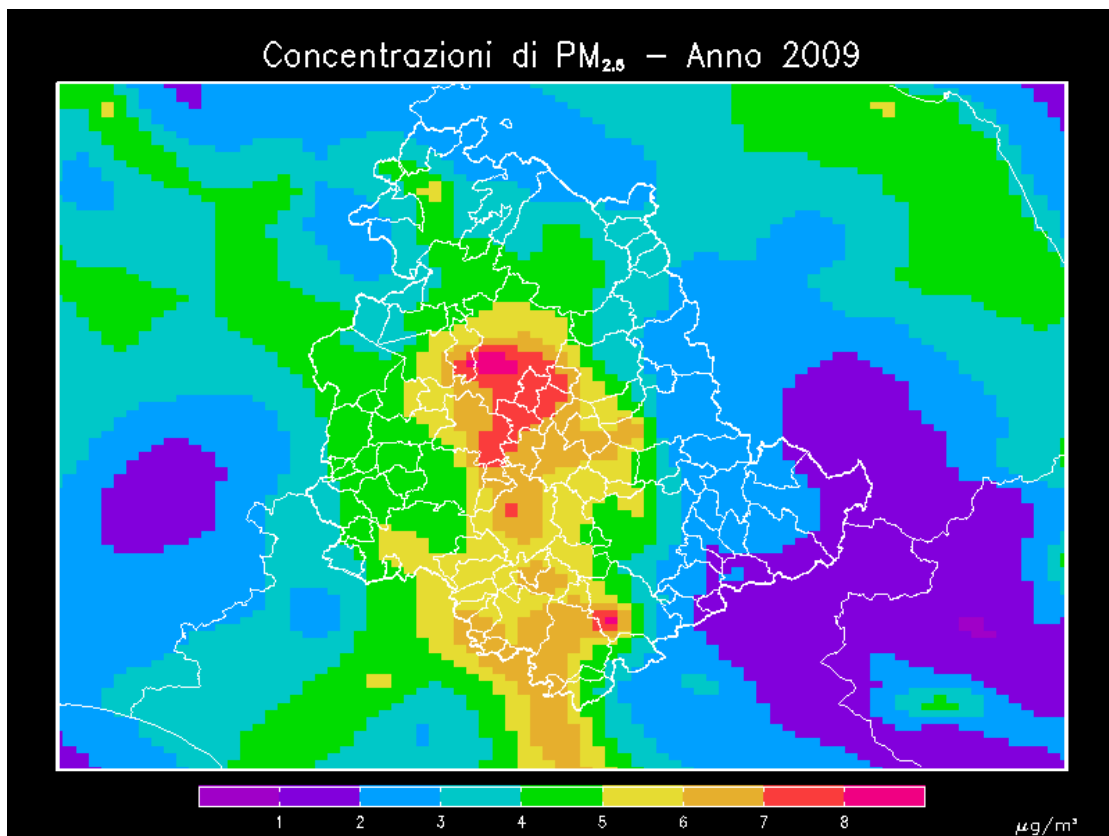 Concentrazioni di PM₂.₅ – Anno 2009
1 2 3 4 5 6 7 8 μg/m³